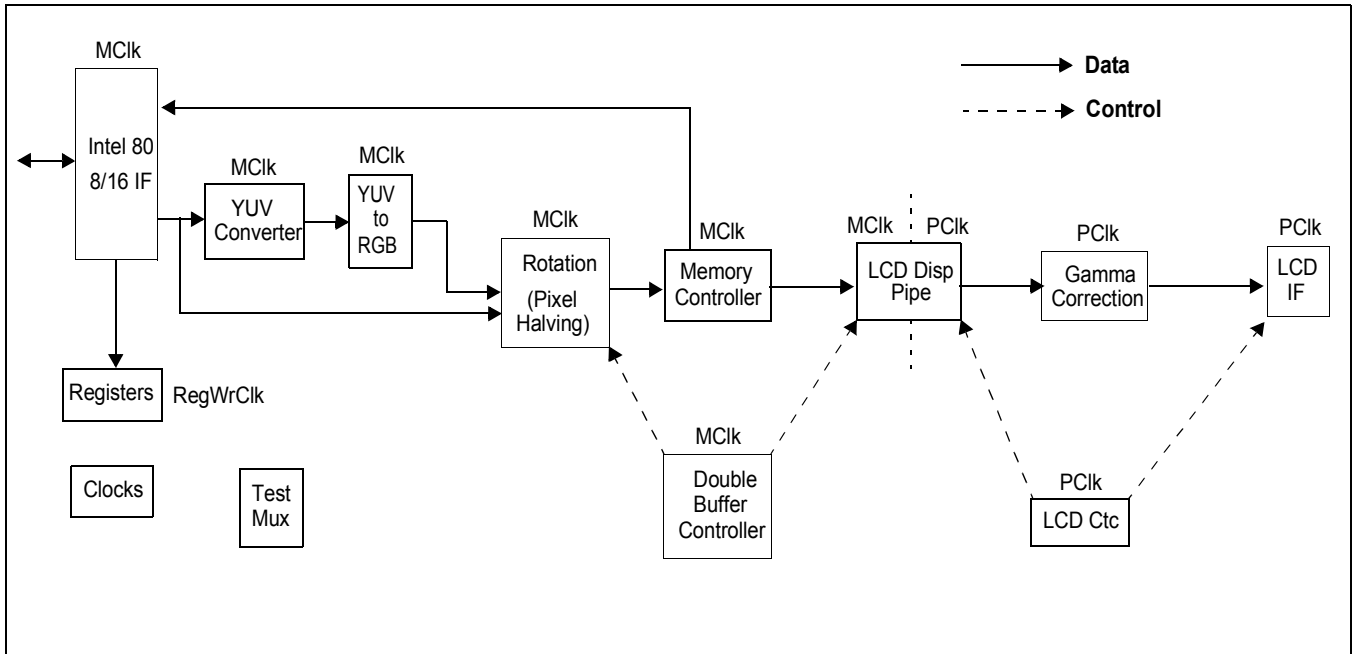 MClk
Intel 80
8/16 IF
Data
Control
MClk
YUV
Converter
MClk
YUV
to
RGB
MClk
Rotation
(Pixel
Halving)
MClk
Memory
Controller
MClk
PClk
LCD Disp
Pipe
PClk
Gamma
Correction
PClk
LCD
IF
Registers
RegWrClk
Clocks
Test
Mux
MClk
Double
Buffer
Controller
PClk
LCD Ctc